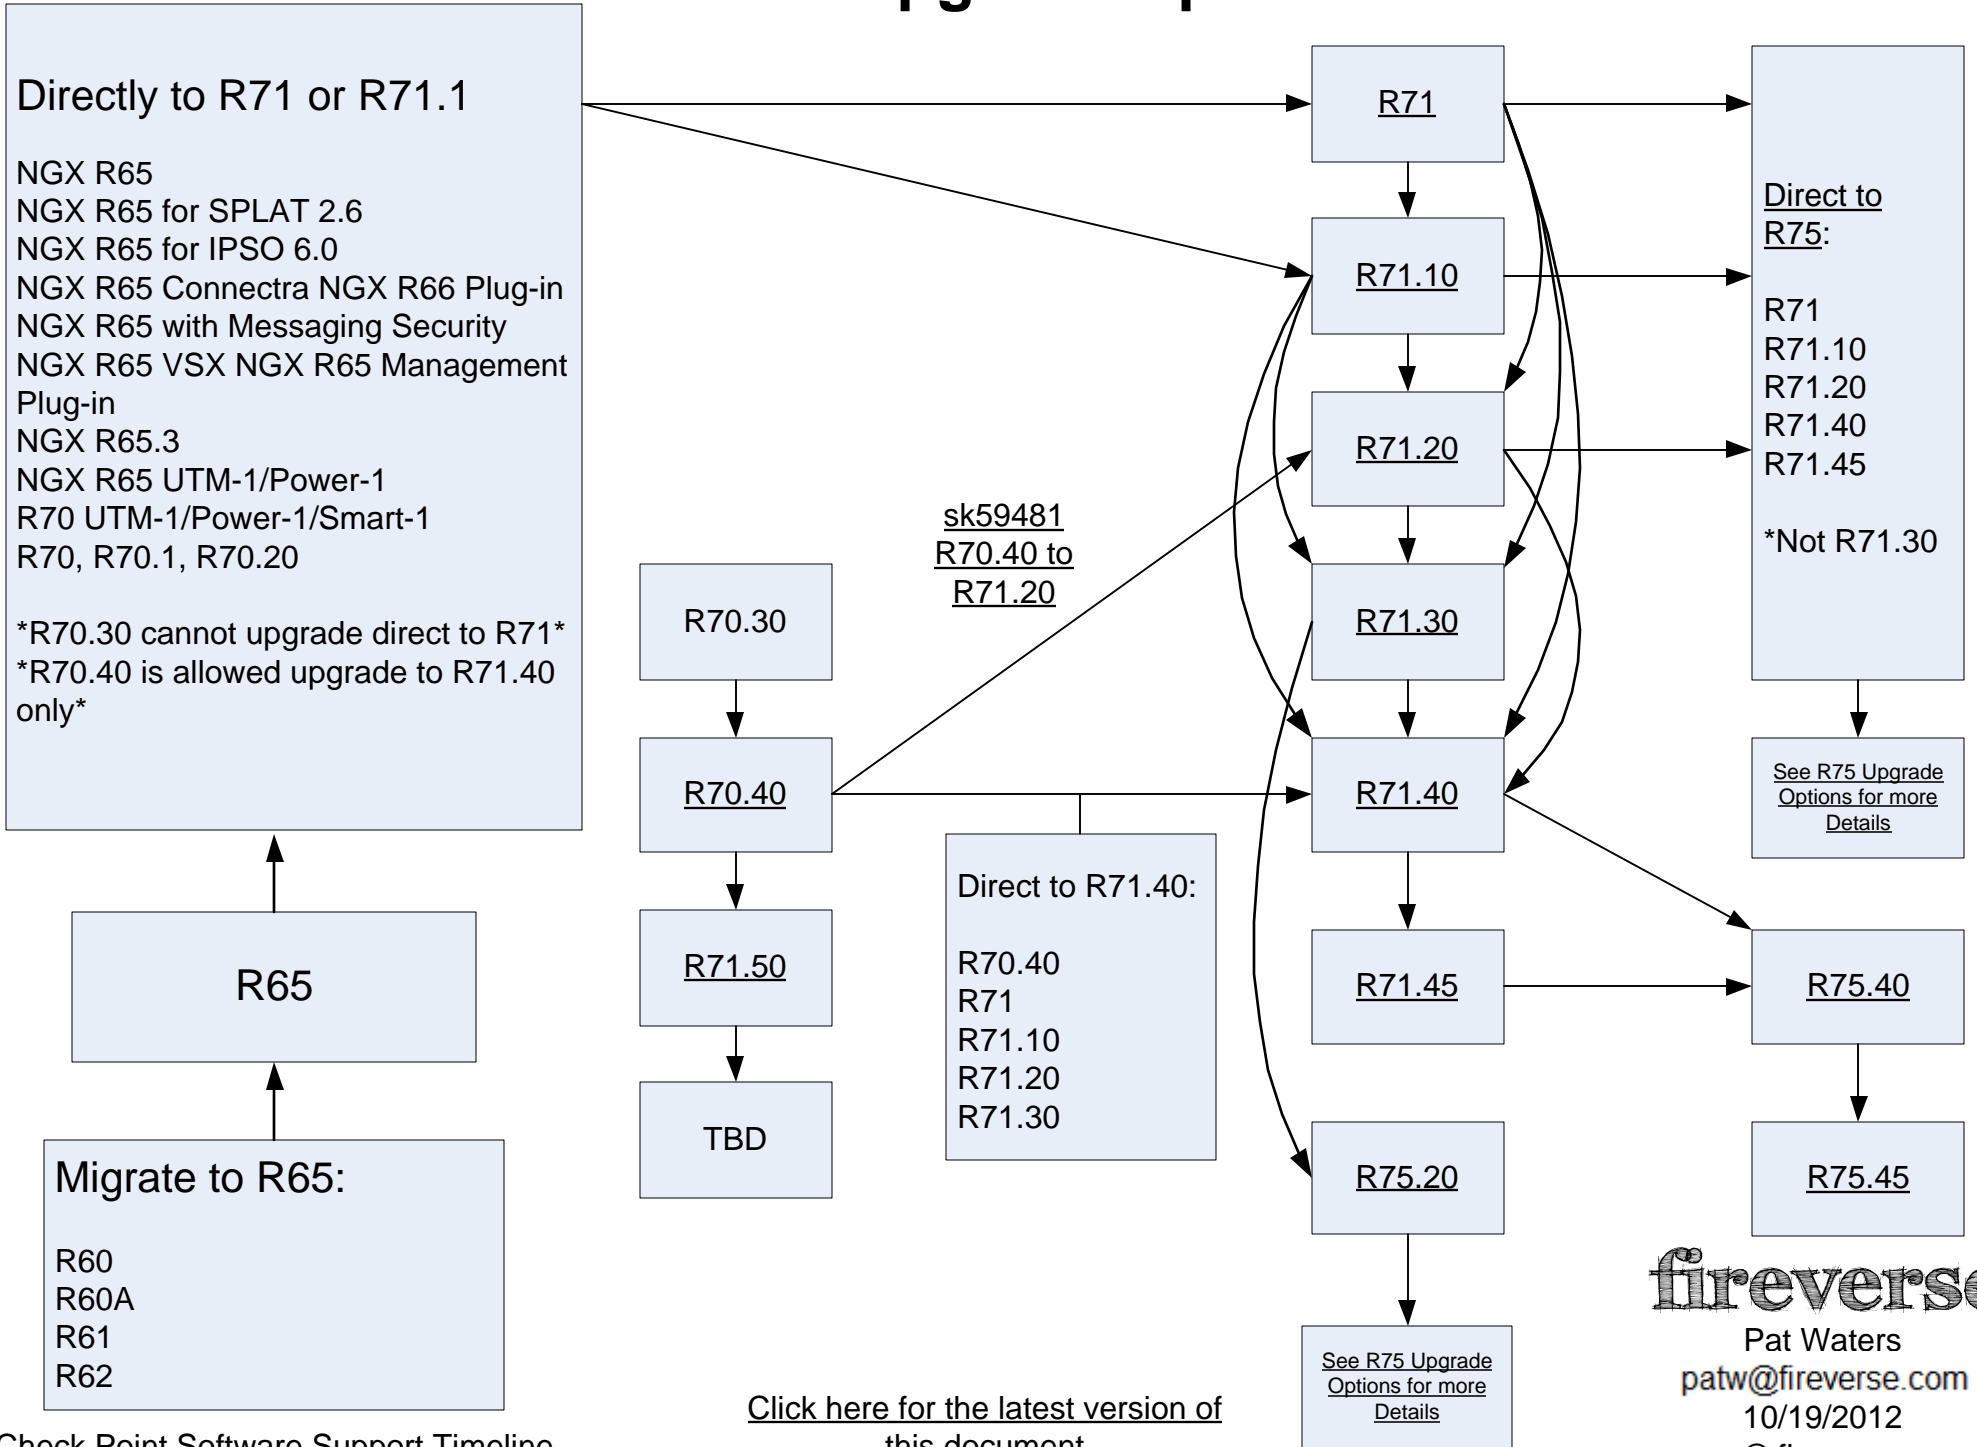 Directly to R71 or R71.1
NGX R65
NGX R65 for SPLAT 2.6
NGX R65 for IPSO 6.0
NGX R65 Connectra NGX R66 Plug-in
NGX R65 with Messaging Security
NGX R65 VSX NGX R65 Management
Plug-in
NGX R65.3
NGX R65 UTM-1/Power-1
R70 UTM-1/Power-1/Smart-1
R70, R70.1, R70.20
*R70.30 cannot upgrade direct to R71*
*R70.40 is allowed upgrade to R71.40
only*
R65
Migrate to R65:
R60
R60A
R61
R62
Check Point Software Support Timeline
R70.30
R70.40
R71.50
TBD
sk59481
R70.40 to
R71.20
Direct to R71.40:
R70.40
R71
R71.10
R71.20
R71.30
Click here for the latest version of
this document
R71
R71.10
R71.20
R71.30
R71.40
R71.45
R75.20
See R75 Upgrade
Options for more
Details
Direct to
R75:
R71
R71.10
R71.20
R71.40
R71.45
*Not R71.30
See R75 Upgrade
Options for more
Details
R75.40
R75.45
fireverse
Pat Waters
patw@fireverse.com
10/19/2012